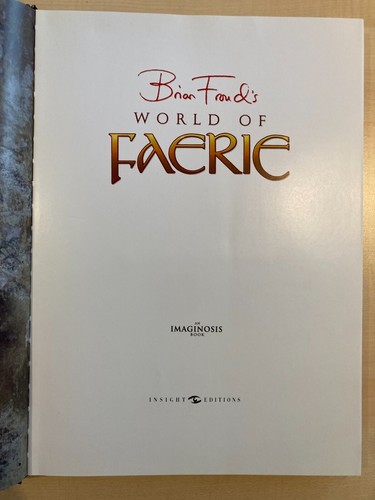 Brian Froud's
WORLD OF
FAERIE
AN
IMAGINOSIS
BOOK
INSIGHT EDITIONS